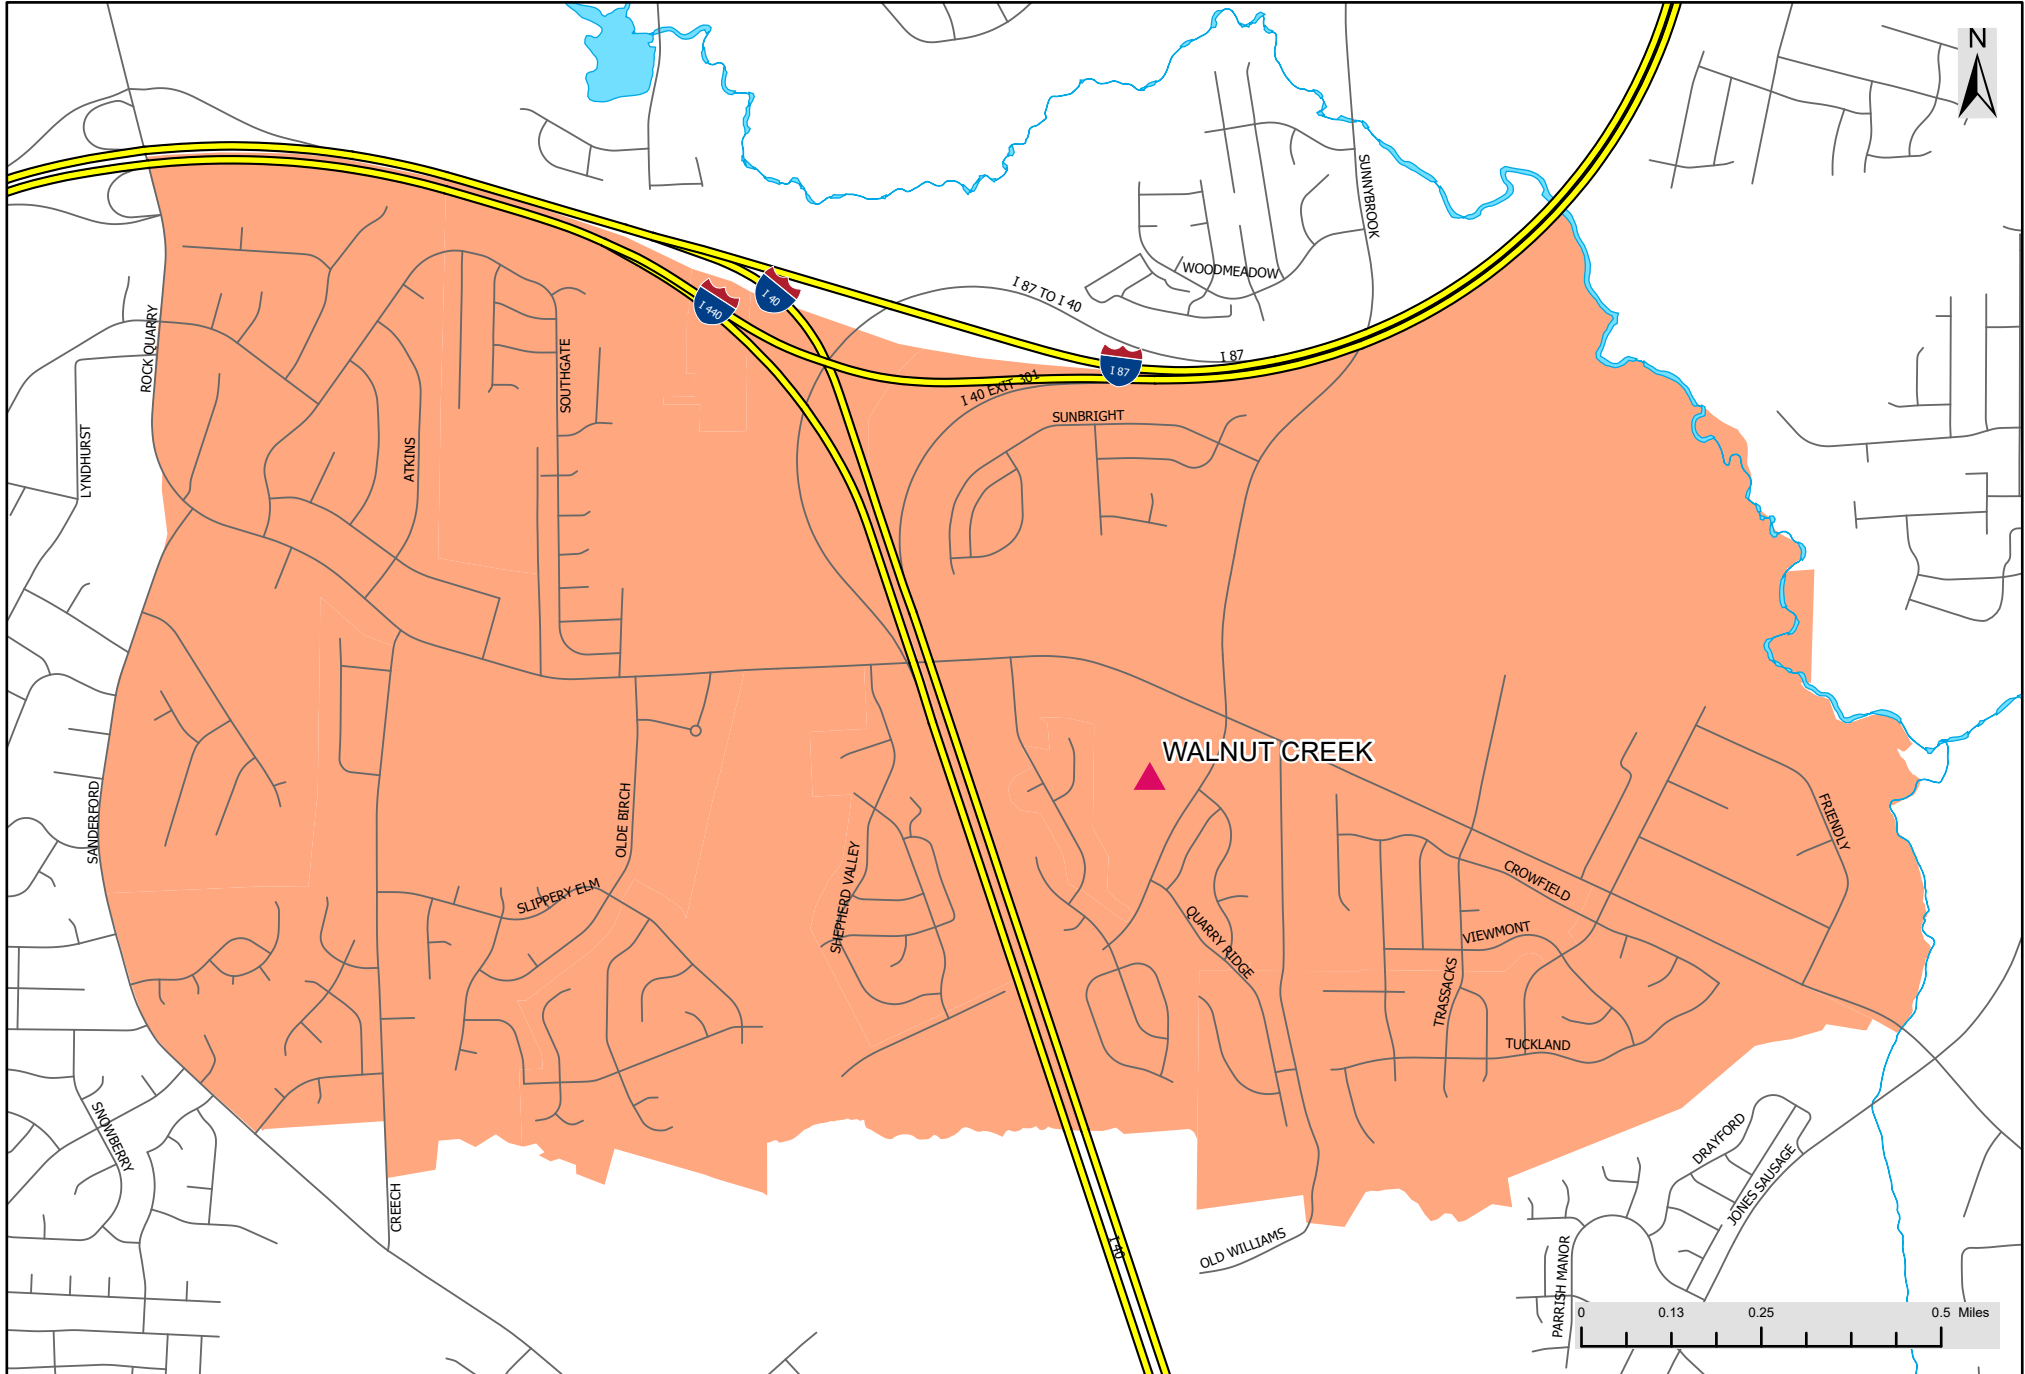 N
SUNNYBROOK
WOODMEADOW
I 87 TO I 40
I 40
I 440
ROCK QUARRY
SOUTHGATE
I 87
I 87
I 40 EXIT 301
SUNBRIGHT
LYNDHURST
ATKINS
WALNUT CREEK
SANDERFORD
OLDE BIRCH
FRIENDLY
SHEPHERD VALLEY
SLIPPERY ELM
CROWFIELD
QUARRY RIDGE
VIEWMONT
TRASSACKS
TUCKLAND
SNOWBERRY
DRAYFORD
JONES SAUSAGE
CREECH
I 40
OLD WILLIAMS
PARRISH MANOR
0 0.13 0.25 0.5 Miles